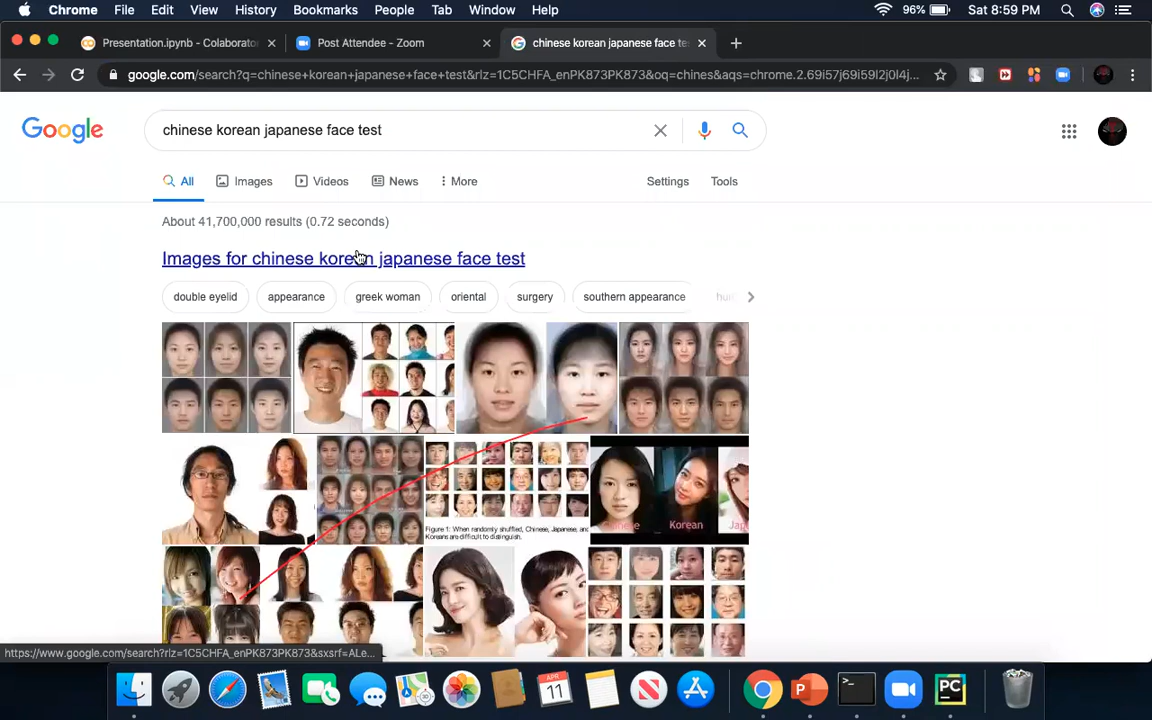 Chrome File Edit View History Bookmarks People Tab Window Help 96% Sat 8:59 PM
Presentation.ipynb - Colaborato Post Attendee - Zoom chinese korean japanese face te
google.com/search?q=chinese+korean+japanese+face+test&rlz=1C5CHFA_enPK873PK873&oq=chines&aqs=chrome.2.69i57j69i59l2j0l4j...
Google chinese korean japanese face test
All Images Videos News More Settings Tools
About 41,700,000 results (0.72 seconds)
Images for chinese korean japanese face test
double eyelid appearance greek woman oriental surgery southern appearance
Chinese Korean
Figure 1: When randomly shuffled, Chinese, Japanese, and
Koreans are difficult to distinguish.
https://www.google.com/search?rlz=1C5CHFA_enPK873PK873&sxsrf=ALe...
APR
11
PC